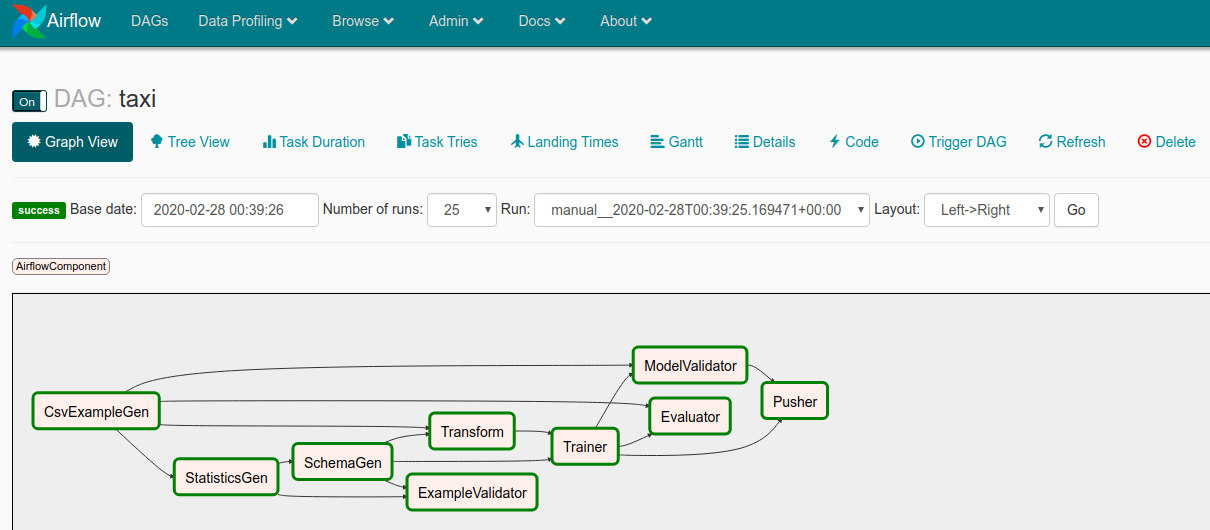 Airflow DAGs Data Profiling Browse Admin Docs About
On DAG: taxi
Graph View Tree View Task Duration Task Tries Landing Times Gantt Details Code Trigger DAG Refresh Delete
success Base date: 2020-02-28 00:39:26 Number of runs: 25 Run: manual__2020-02-28T00:39:25.169471+00:00 Layout: Left->Right Go
AirflowComponent
ModelValidator
Pusher
CsvExampleGen
Evaluator
Transform
Trainer
SchemaGen
StatisticsGen
ExampleValidator